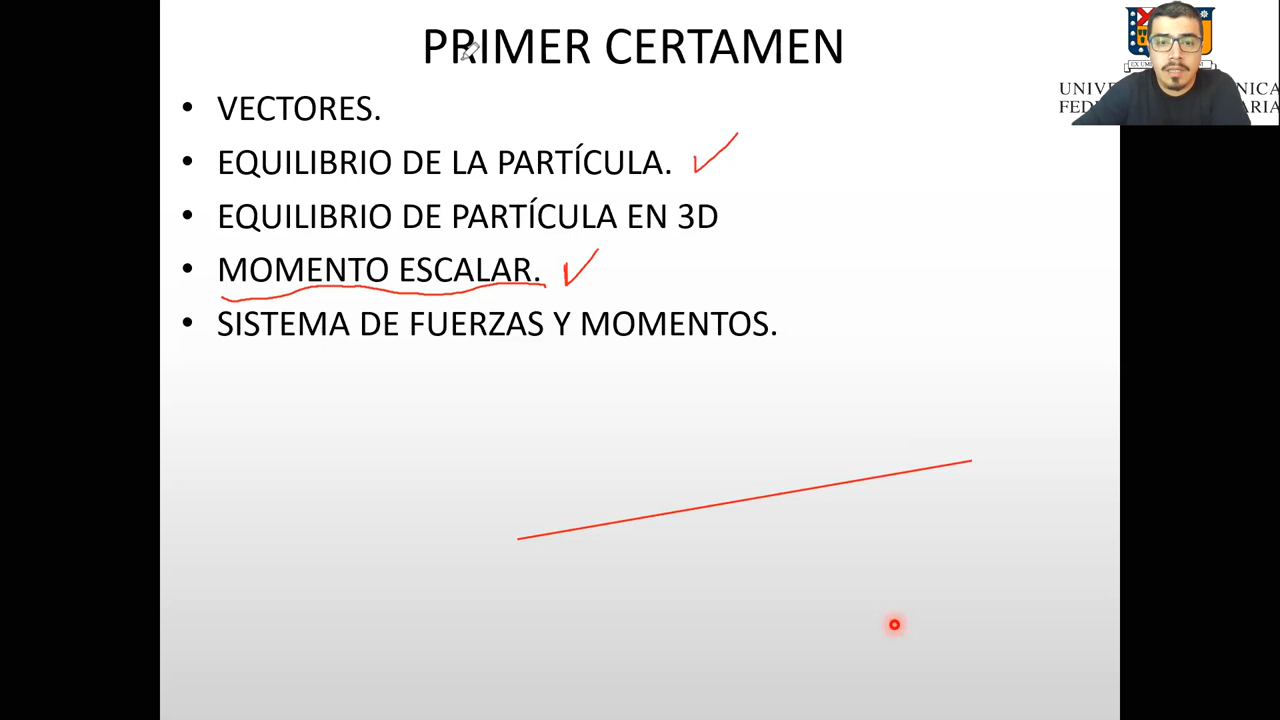 PRIMER CERTAMEN
• VECTORES.
• EQUILIBRIO DE LA PARTÍCULA.
• EQUILIBRIO DE PARTÍCULA EN 3D
• MOMENTO ESCALAR.
• SISTEMA DE FUERZAS Y MOMENTOS.